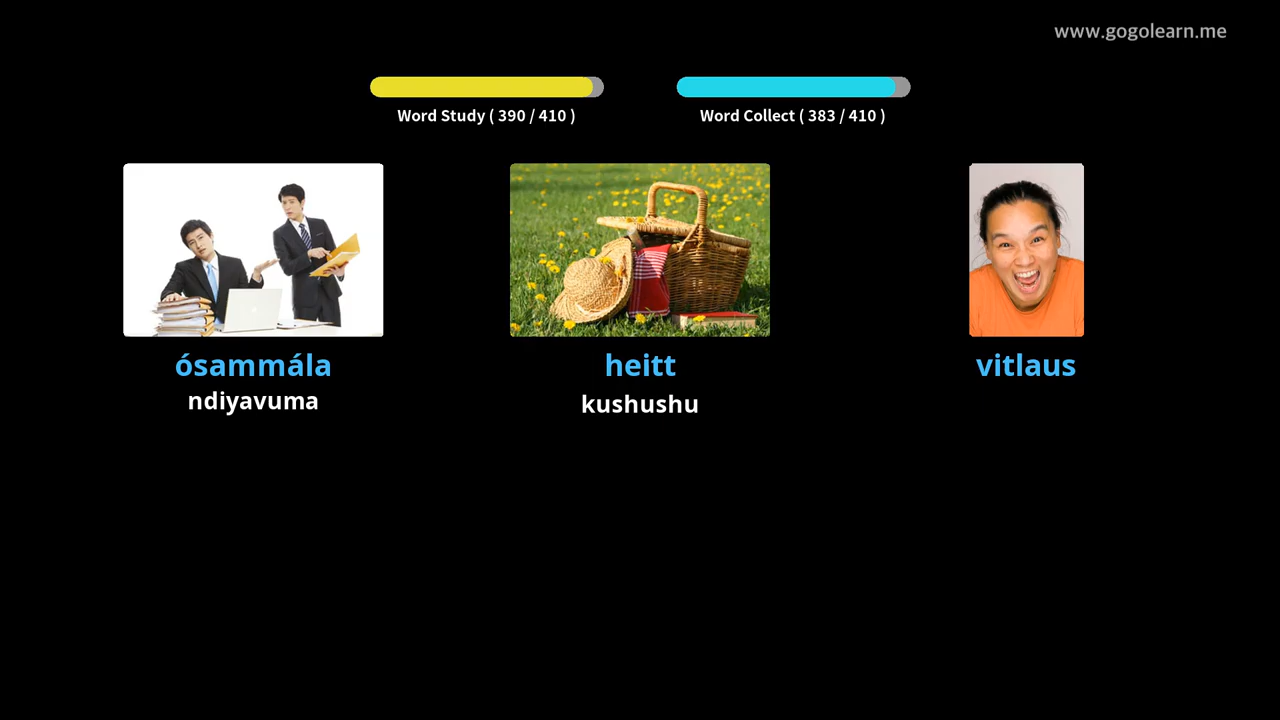 www.gogolearn.me
Word Study ( 390 / 410 )
Word Collect ( 383 / 410 )
ósammála
heitt
vitlaus
ndiyavuma
kushushu